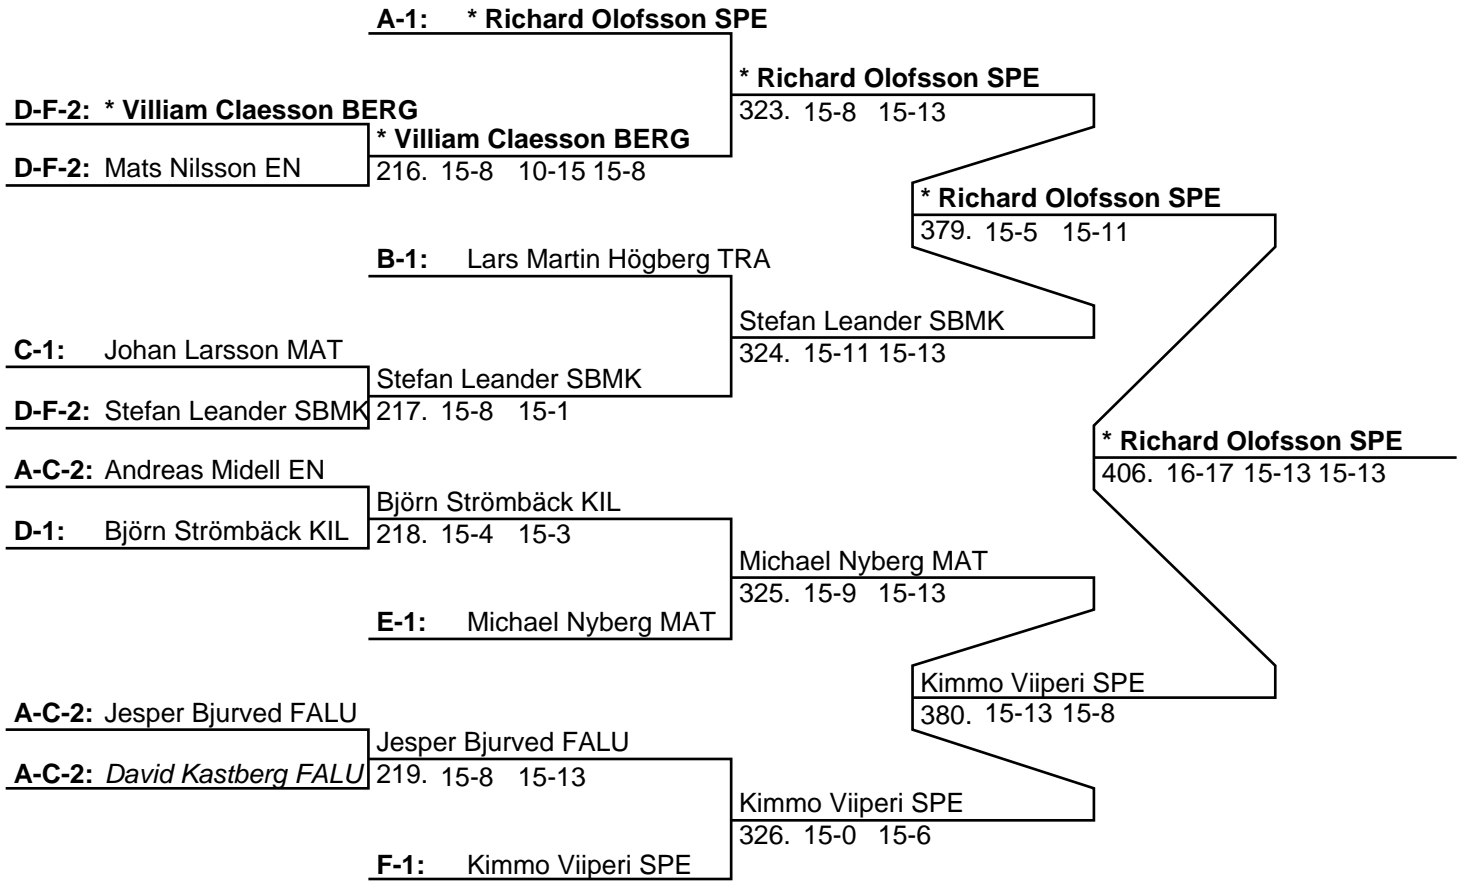 A-1: * Richard Olofsson SPE
* Richard Olofsson SPE
323. 15-8 15-13
D-F-2: * Villiam Claesson BERG
* Villiam Claesson BERG
216. 15-8 10-15 15-8
D-F-2: Mats Nilsson EN
* Richard Olofsson SPE
379. 15-5 15-11
B-1: Lars Martin Högberg TRA
Stefan Leander SBMK
324. 15-11 15-13
C-1: Johan Larsson MAT
Stefan Leander SBMK
217. 15-8 15-1
D-F-2: Stefan Leander SBMK
* Richard Olofsson SPE
406. 16-17 15-13 15-13
A-C-2: Andreas Midell EN
Björn Strömbäck KIL
218. 15-4 15-3
D-1: Björn Strömbäck KIL
Michael Nyberg MAT
325. 15-9 15-13
E-1: Michael Nyberg MAT
Kimmo Viiperi SPE
380. 15-13 15-8
A-C-2: Jesper Bjurved FALU
Jesper Bjurved FALU
219. 15-8 15-13
A-C-2: David Kastberg FALU
Kimmo Viiperi SPE
326. 15-0 15-6
F-1: Kimmo Viiperi SPE